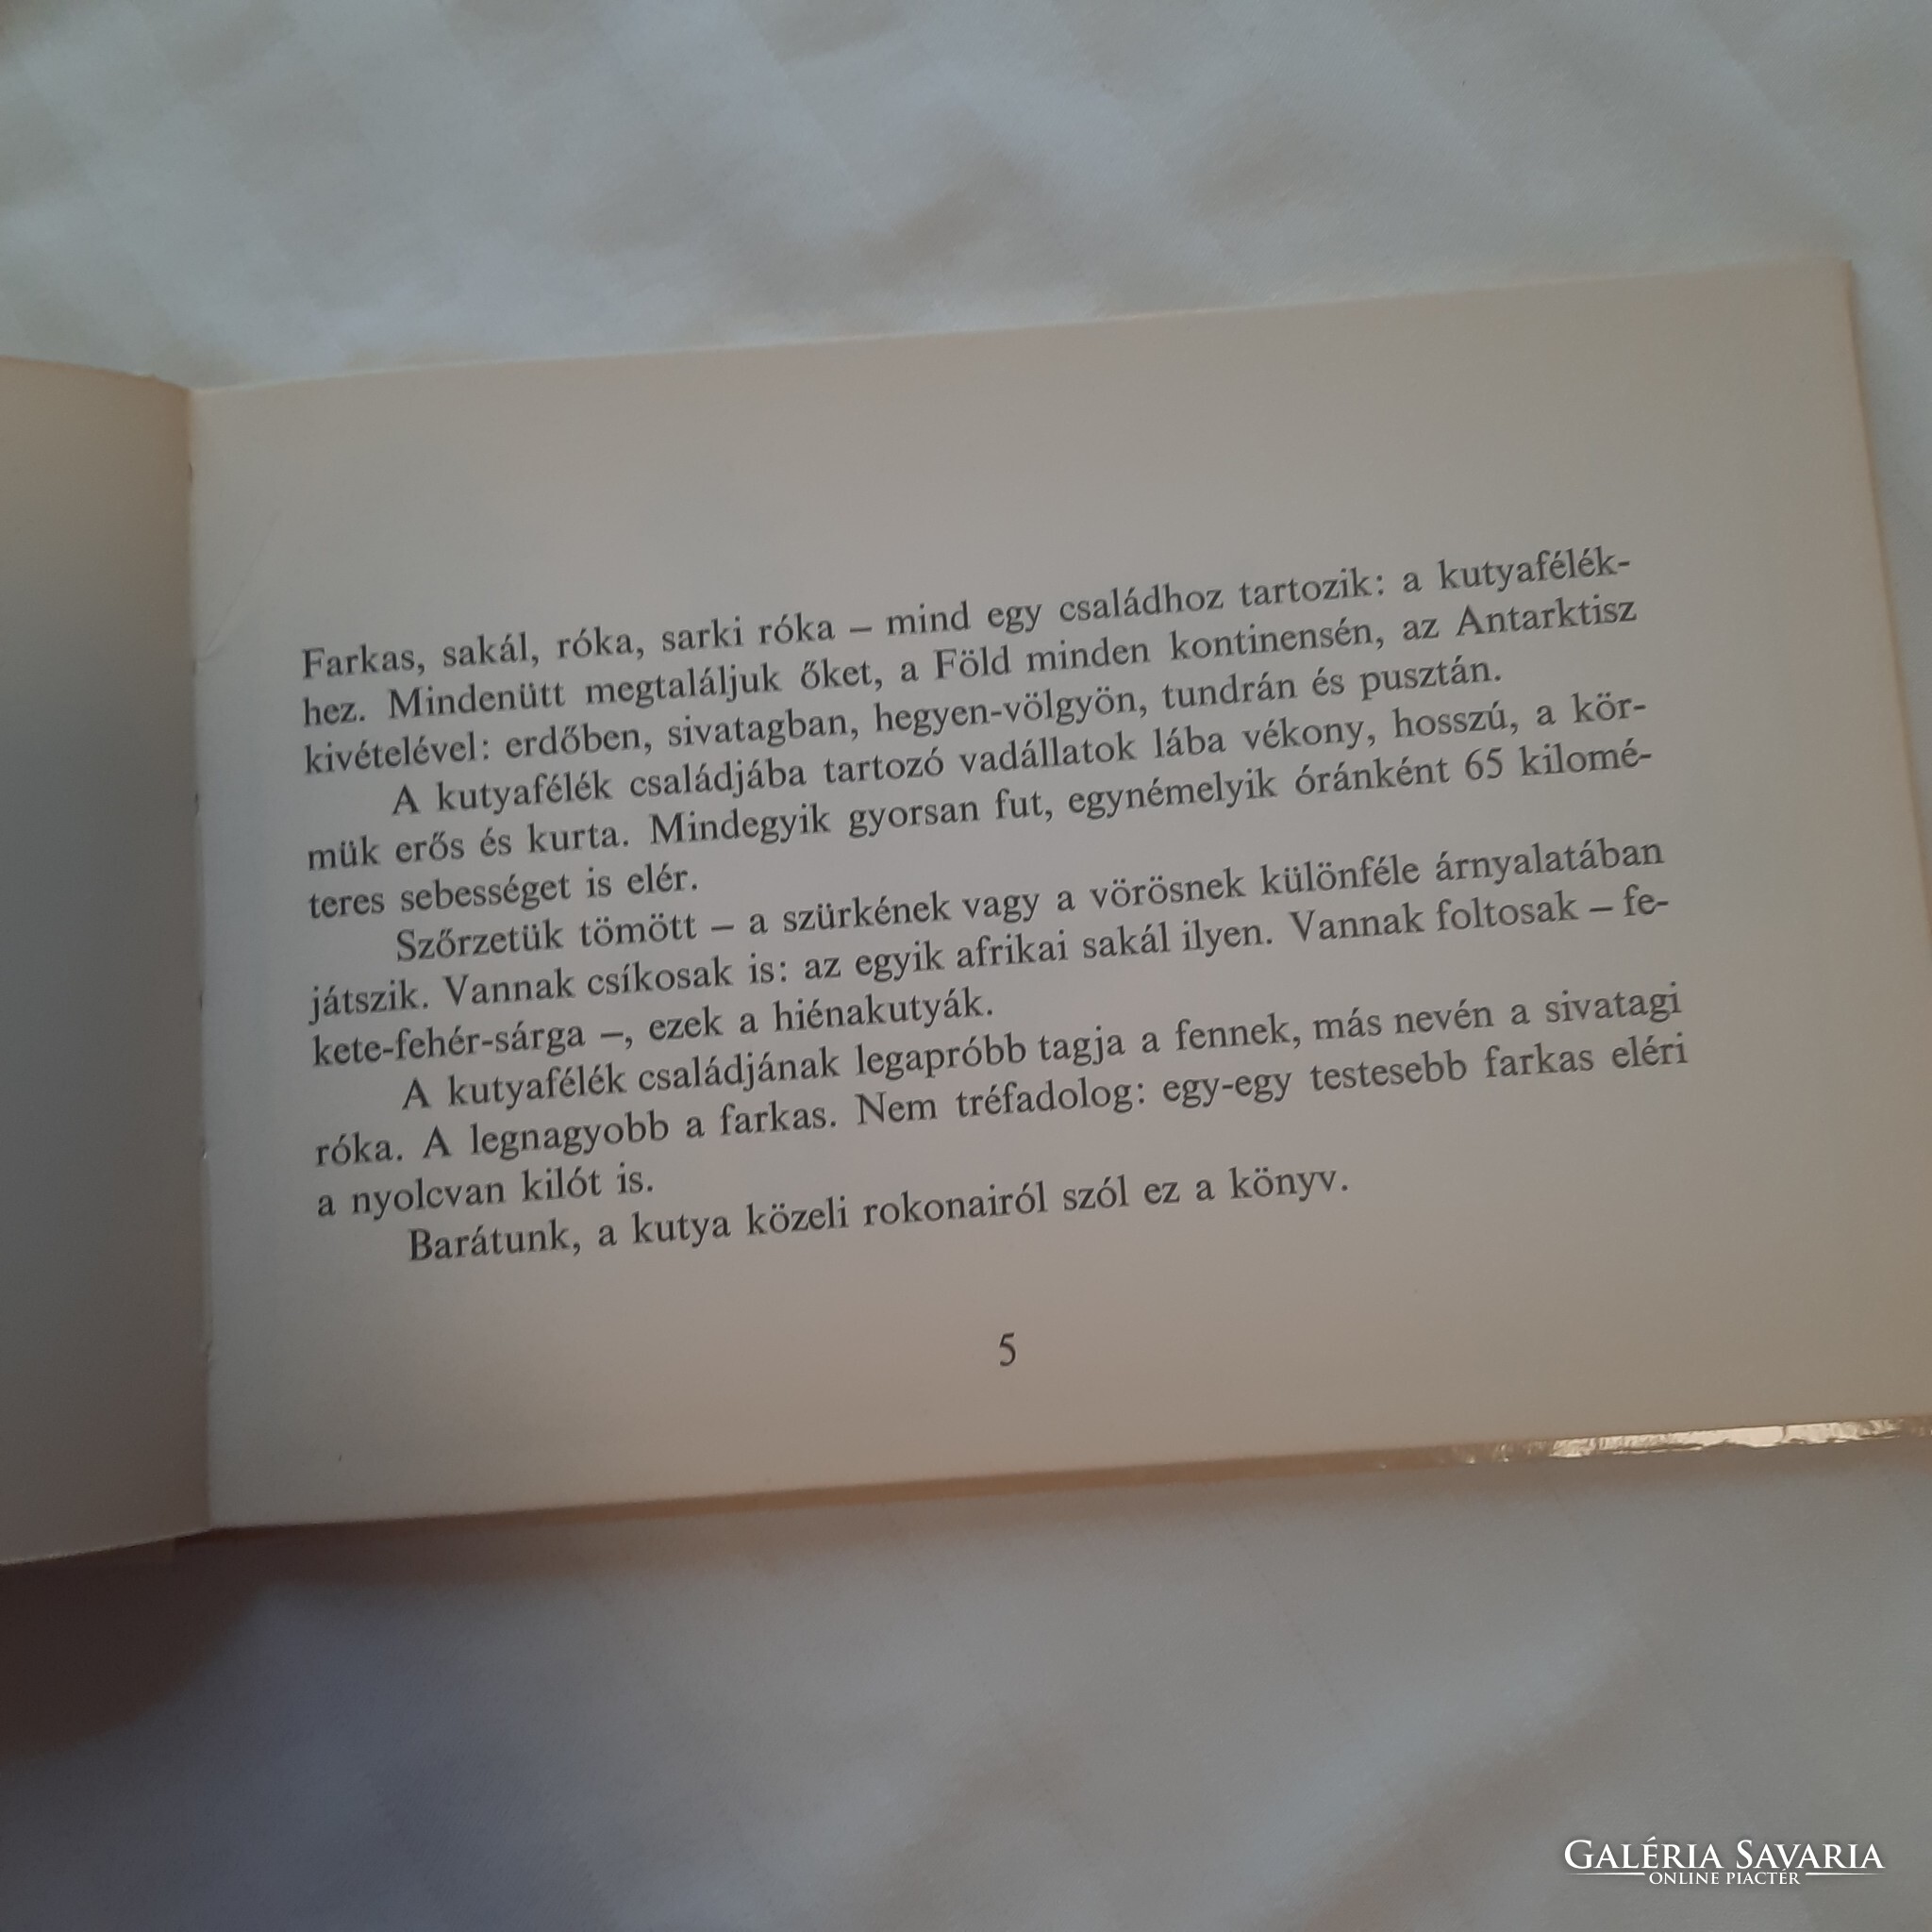 Farkas, sakál, róka, sarki róka – mind egy családhoz tartozik: a kutyafélék-
hez. Mindenütt megtaláljuk őket, a Föld minden kontinensén, az Antarktisz
kivételével: erdőben, sivatagban, hegyen-völgyön, tundrán és pusztán.
A kutyafélék családjába tartozó vadállatok lába vékony, hosszú, a kör-
mük erős és kurta. Mindegyik gyorsan fut, egynémelyik óránként 65 kilomé-
teres sebességet is elér.
Szőrzetük tömött – a szürkének vagy a vörösnek különféle árnyalatában
játszik. Vannak csíkosak is: az egyik afrikai sakál ilyen. Vannak foltosak – fe-
kete-fehér-sárga –, ezek a hiénakutyák.
A kutyafélék családjának legapróbb tagja a fennek, más nevén a sivatagi
róka. A legnagyobb a farkas. Nem tréfadolog: egy-egy testesebb farkas eléri
a nyolcvan kilót is.
Barátunk, a kutya közeli rokonairól szól ez a könyv.
5
GALÉRIA SAVARIA
ONLINE PIACTÉR